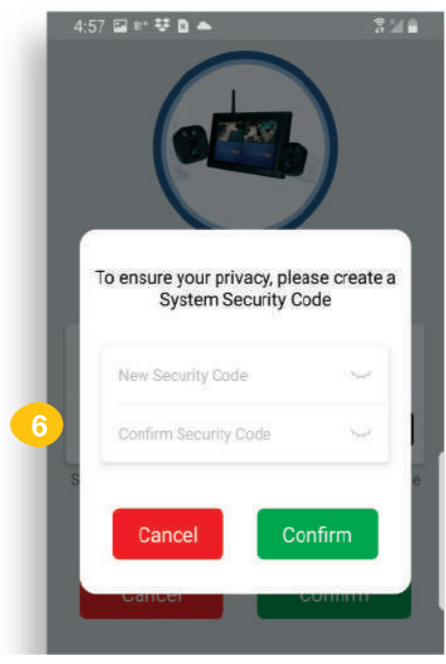 4:57 81°
To ensure your privacy, please create a
System Security Code
New Security Code
6
Confirm Security Code
S e
Cancel Confirm
Cancel Confirm